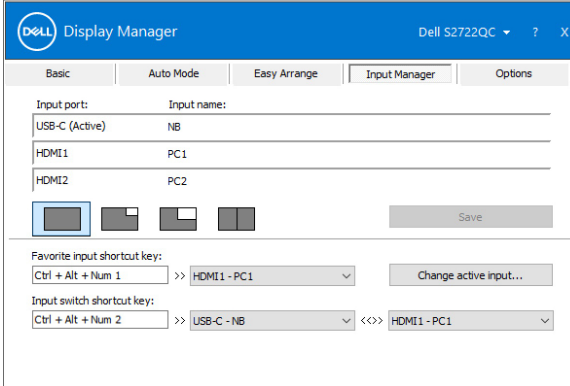 DELL Display Manager Dell S2722QC ? X
Basic Auto Mode Easy Arrange Input Manager Options
Input port: Input name:
USB-C (Active) NB
HDMI1 PC1
HDMI2 PC2
Save
Favorite input shortcut key:
Ctrl + Alt + Num 1 >> HDMI1 - PC1 Change active input...
Input switch shortcut key:
Ctrl + Alt + Num 2 >> USB-C - NB <<>> HDMI1 - PC1